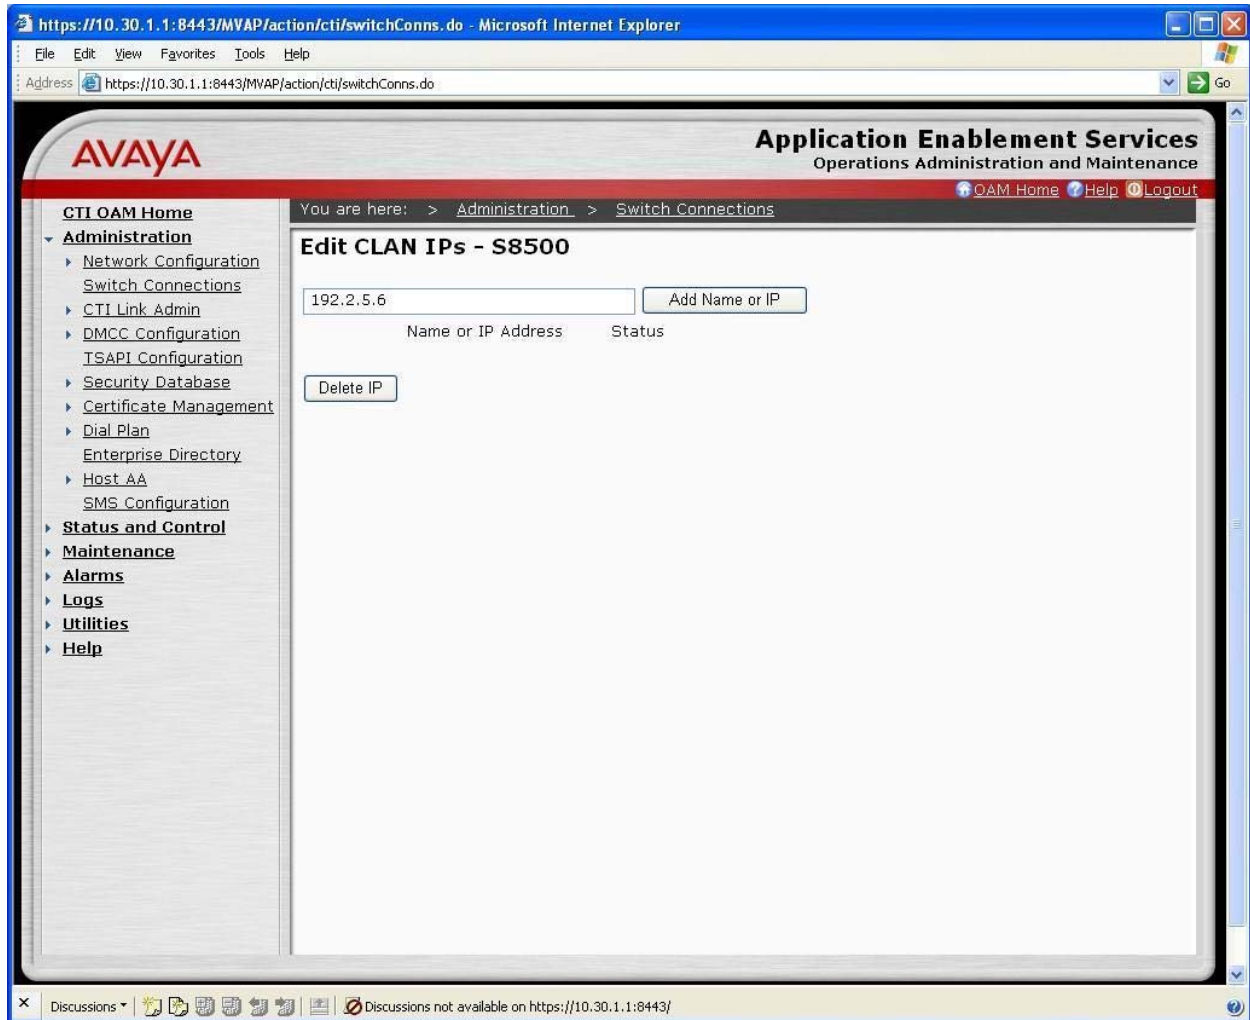 https://10.30.1.1:8443/MVAP/action/cti/switchConns.do - Microsoft Internet Explorer
File Edit View Favorites Tools Help
Address https://10.30.1.1:8443/MVAP/action/cti/switchConns.do Go
AVAYA
Application Enablement Services
Operations Administration and Maintenance
OAM Home Help Logout
You are here: > Administration > Switch Connections
CTI OAM Home
Administration
Network Configuration
Switch Connections
CTI Link Admin
DMCC Configuration
TSAPI Configuration
Security Database
Certificate Management
Dial Plan
Enterprise Directory
Host AA
SMS Configuration
Status and Control
Maintenance
Alarms
Logs
Utilities
Help
Edit CLAN IPs - S8500
192.2.5.6 Add Name or IP
Name or IP Address Status
Delete IP
Discussions Discussions not available on https://10.30.1.1:8443/